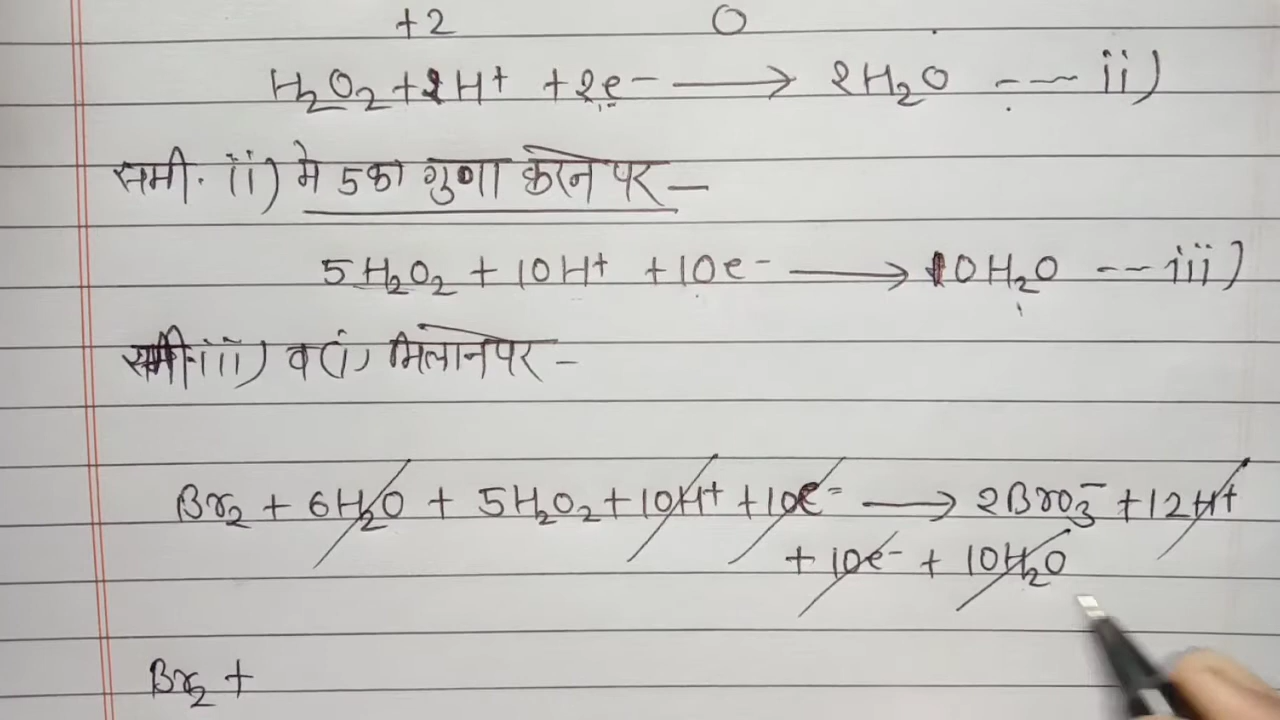 +2 0
H₂O₂ + 2H⁺ + 2e⁻ ⟶ 2H₂O --- ii)
समी. ii) मे 5 का गुणा करने पर –
5H₂O₂ + 10H⁺ + 10e⁻ ⟶ 10H₂O --- iii)
समी. iii) व (i) मिलाने पर –
Br₂ + 6H₂O + 5H₂O₂ + 10H⁺ + 10e⁻ ⟶ 2BrO₃⁻ + 12H⁺
+ 10e⁻ + 10H₂O
Br₂ +